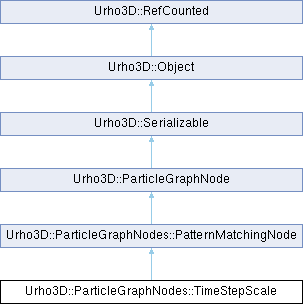 Urho3D::RefCounted
Urho3D::Object
Urho3D::Serializable
Urho3D::ParticleGraphNode
Urho3D::ParticleGraphNodes::PatternMatchingNode
Urho3D::ParticleGraphNodes::TimeStepScale